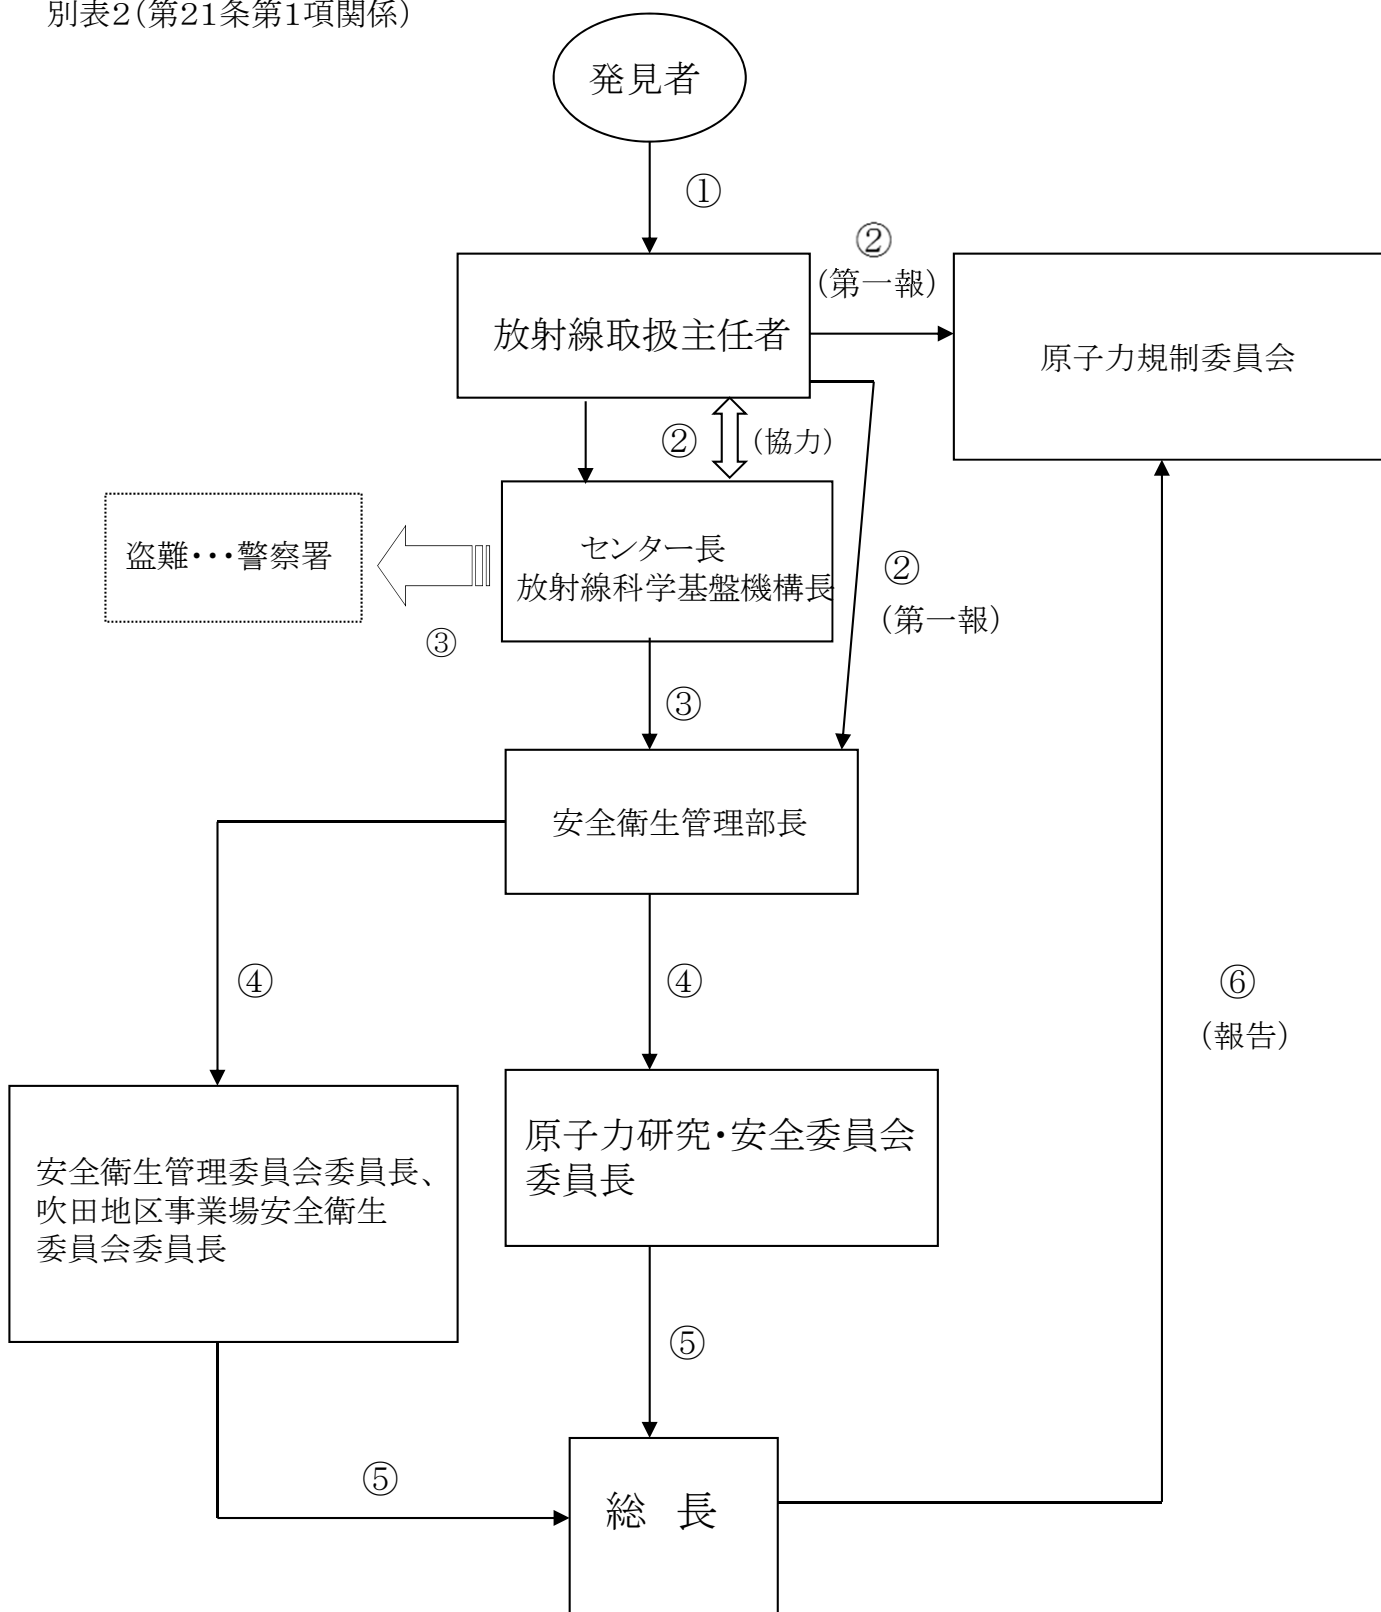 別表2(第21条第1項関係)
発見者
①
②
(第一報)
放射線取扱主任者
原子力規制委員会
②
(協力)
盗難・・・警察署
センター長
放射線科学基盤機構長
②
(第一報)
③
③
安全衛生管理部長
④
④
⑥
(報告)
安全衛生管理委員会委員長、
吹田地区事業場安全衛生
委員会委員長
原子力研究・安全委員会
委員長
⑤
⑤
総 長